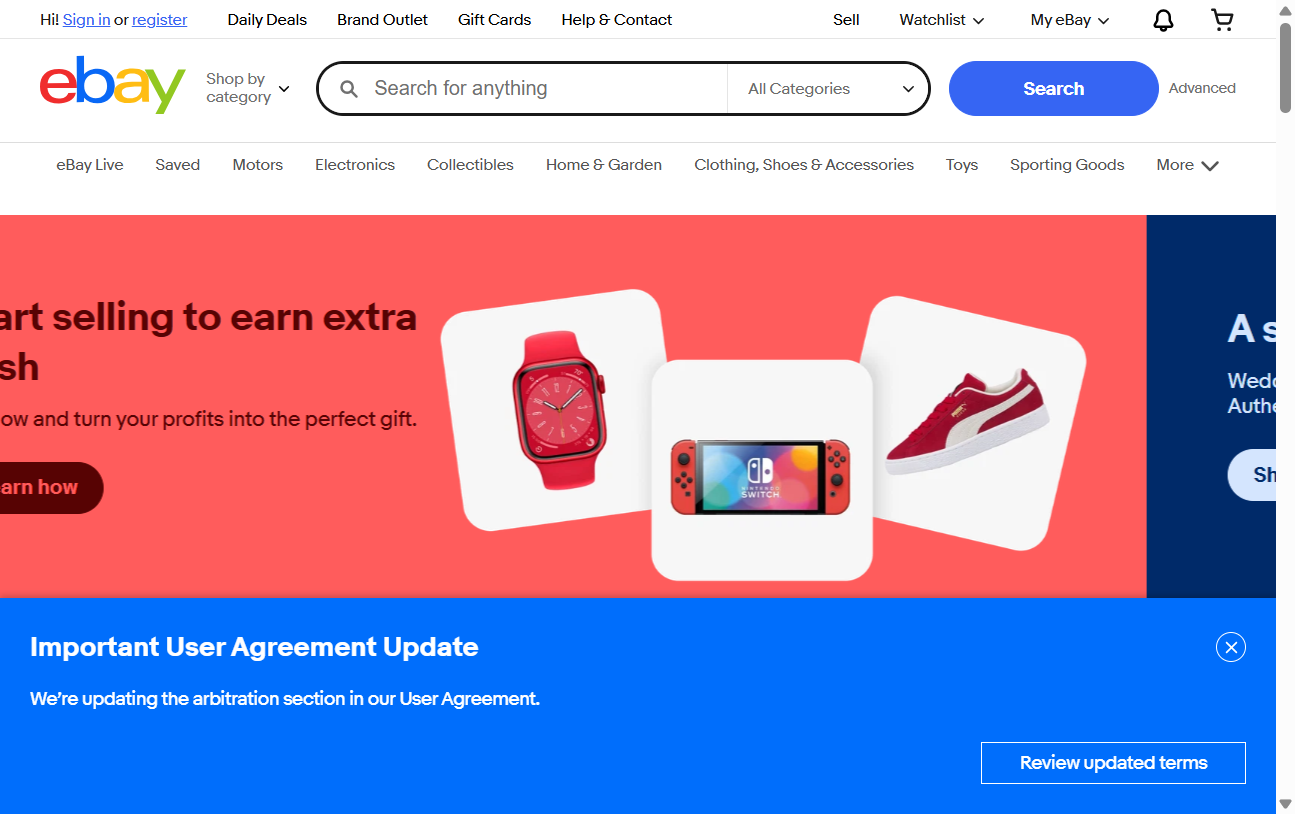 Hi! Sign in or register Daily Deals Brand Outlet Gift Cards Help & Contact Sell Watchlist My eBay
ebay
Shop by
category
Search for anything
All Categories
Search
Advanced
eBay Live Saved Motors Electronics Collectibles Home & Garden Clothing, Shoes & Accessories Toys Sporting Goods More
art selling to earn extra
sh
ow and turn your profits into the perfect gift.
arn how
NINTENDO
SWITCH
A s
Wedd
Authe
Sh
Important User Agreement Update
We're updating the arbitration section in our User Agreement.
Review updated terms